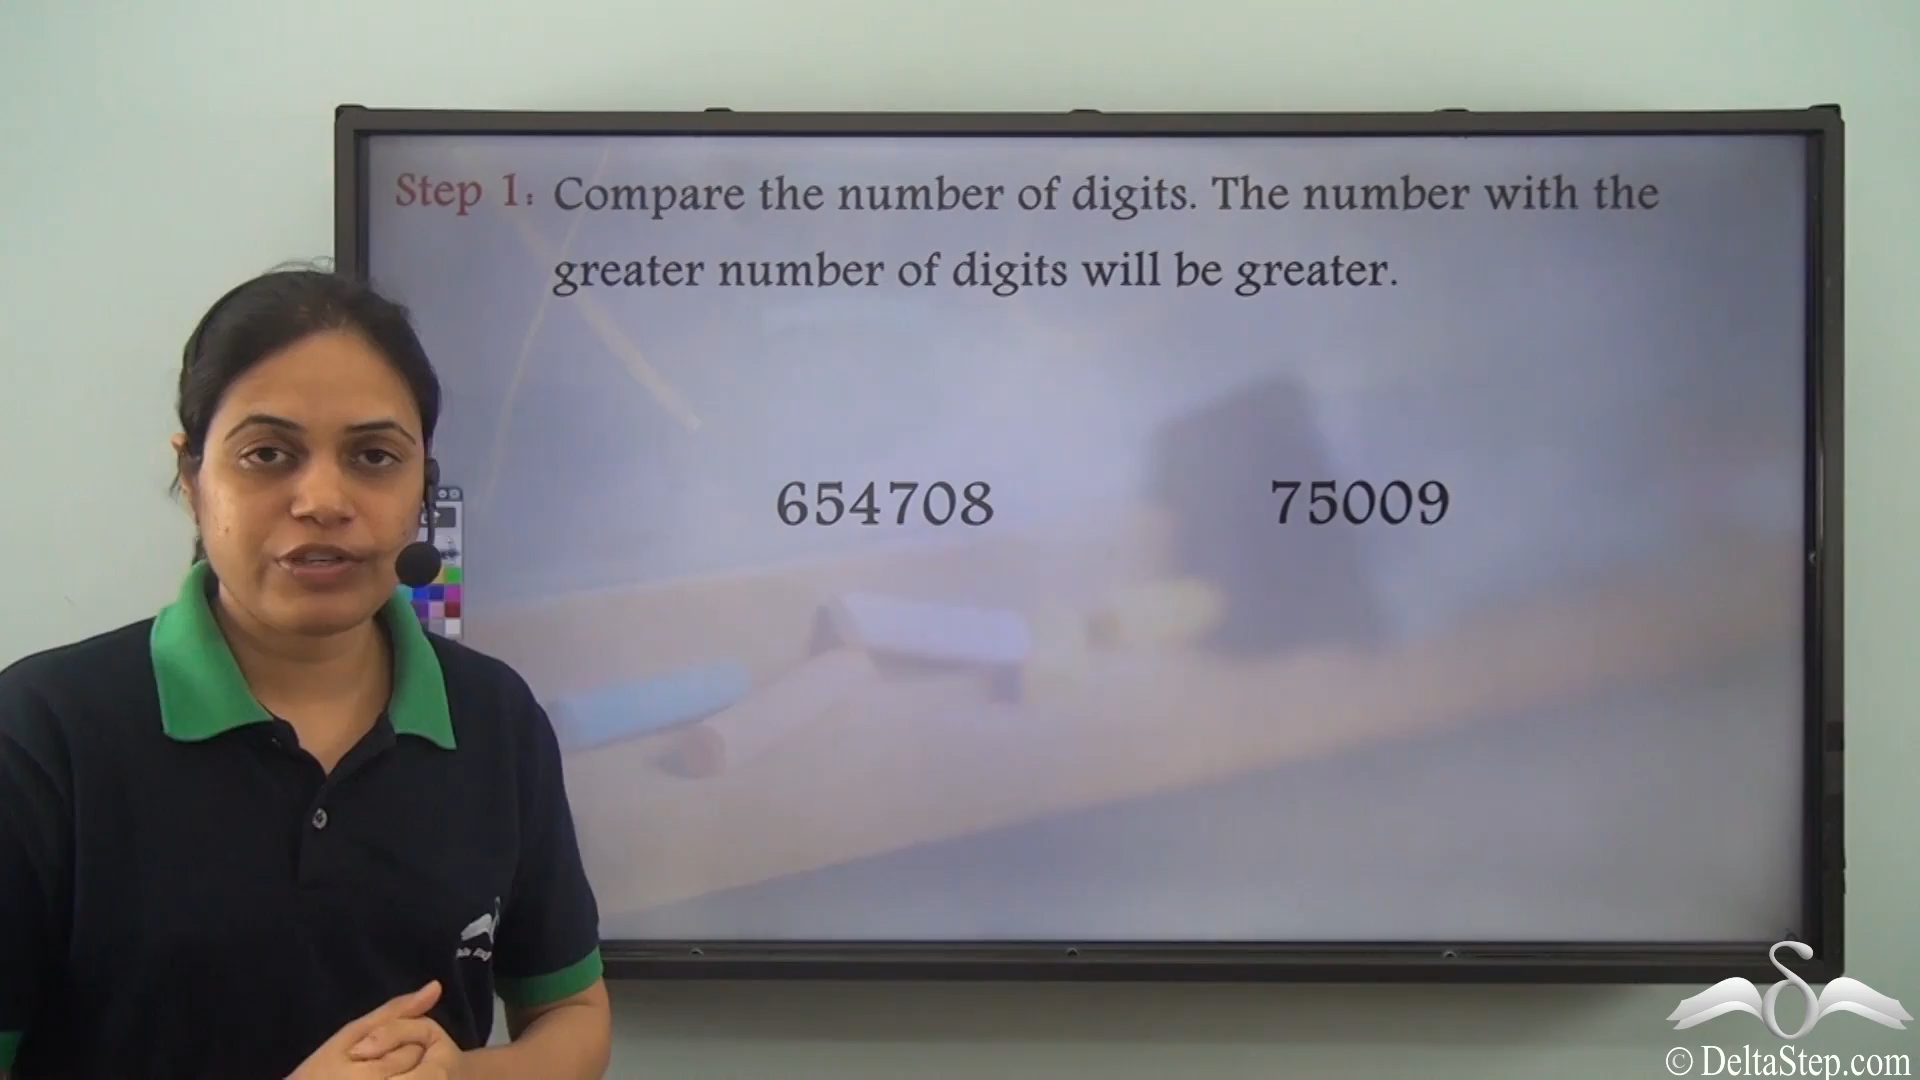 Step 1: Compare the number of digits. The number with the
greater number of digits will be greater.
654708 75009
© DeltaStep.com